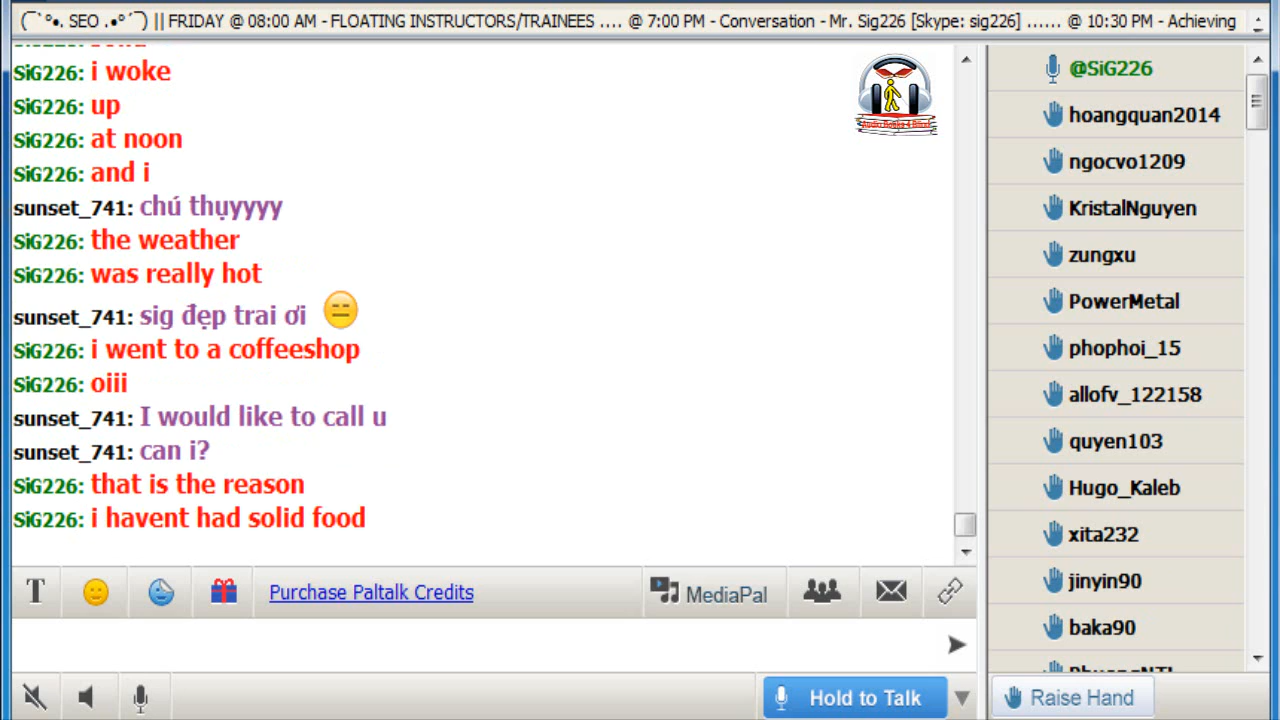 (¯`º•. SEO .•º´¯) || FRIDAY @ 08:00 AM - FLOATING INSTRUCTORS/TRAINEES .... @ 7:00 PM - Conversation - Mr. Sig226 [Skype: sig226] ...... @ 10:30 PM - Achieving
SiG226: i woke
SiG226: up
SiG226: at noon
SiG226: and i
sunset_741: chú thụyyyy
SiG226: the weather
SiG226: was really hot
sunset_741: sig đẹp trai ơi
SiG226: i went to a coffeeshop
SiG226: oiii
sunset_741: I would like to call u
sunset_741: can i?
SiG226: that is the reason
SiG226: i havent had solid food
@SiG226
hoangquan2014
ngocvo1209
KristalNguyen
zungxu
PowerMetal
phophoi_15
allofv_122158
quyen103
Hugo_Kaleb
xita232
jinyin90
baka90
T
Purchase Paltalk Credits
MediaPal
Hold to Talk
Raise Hand